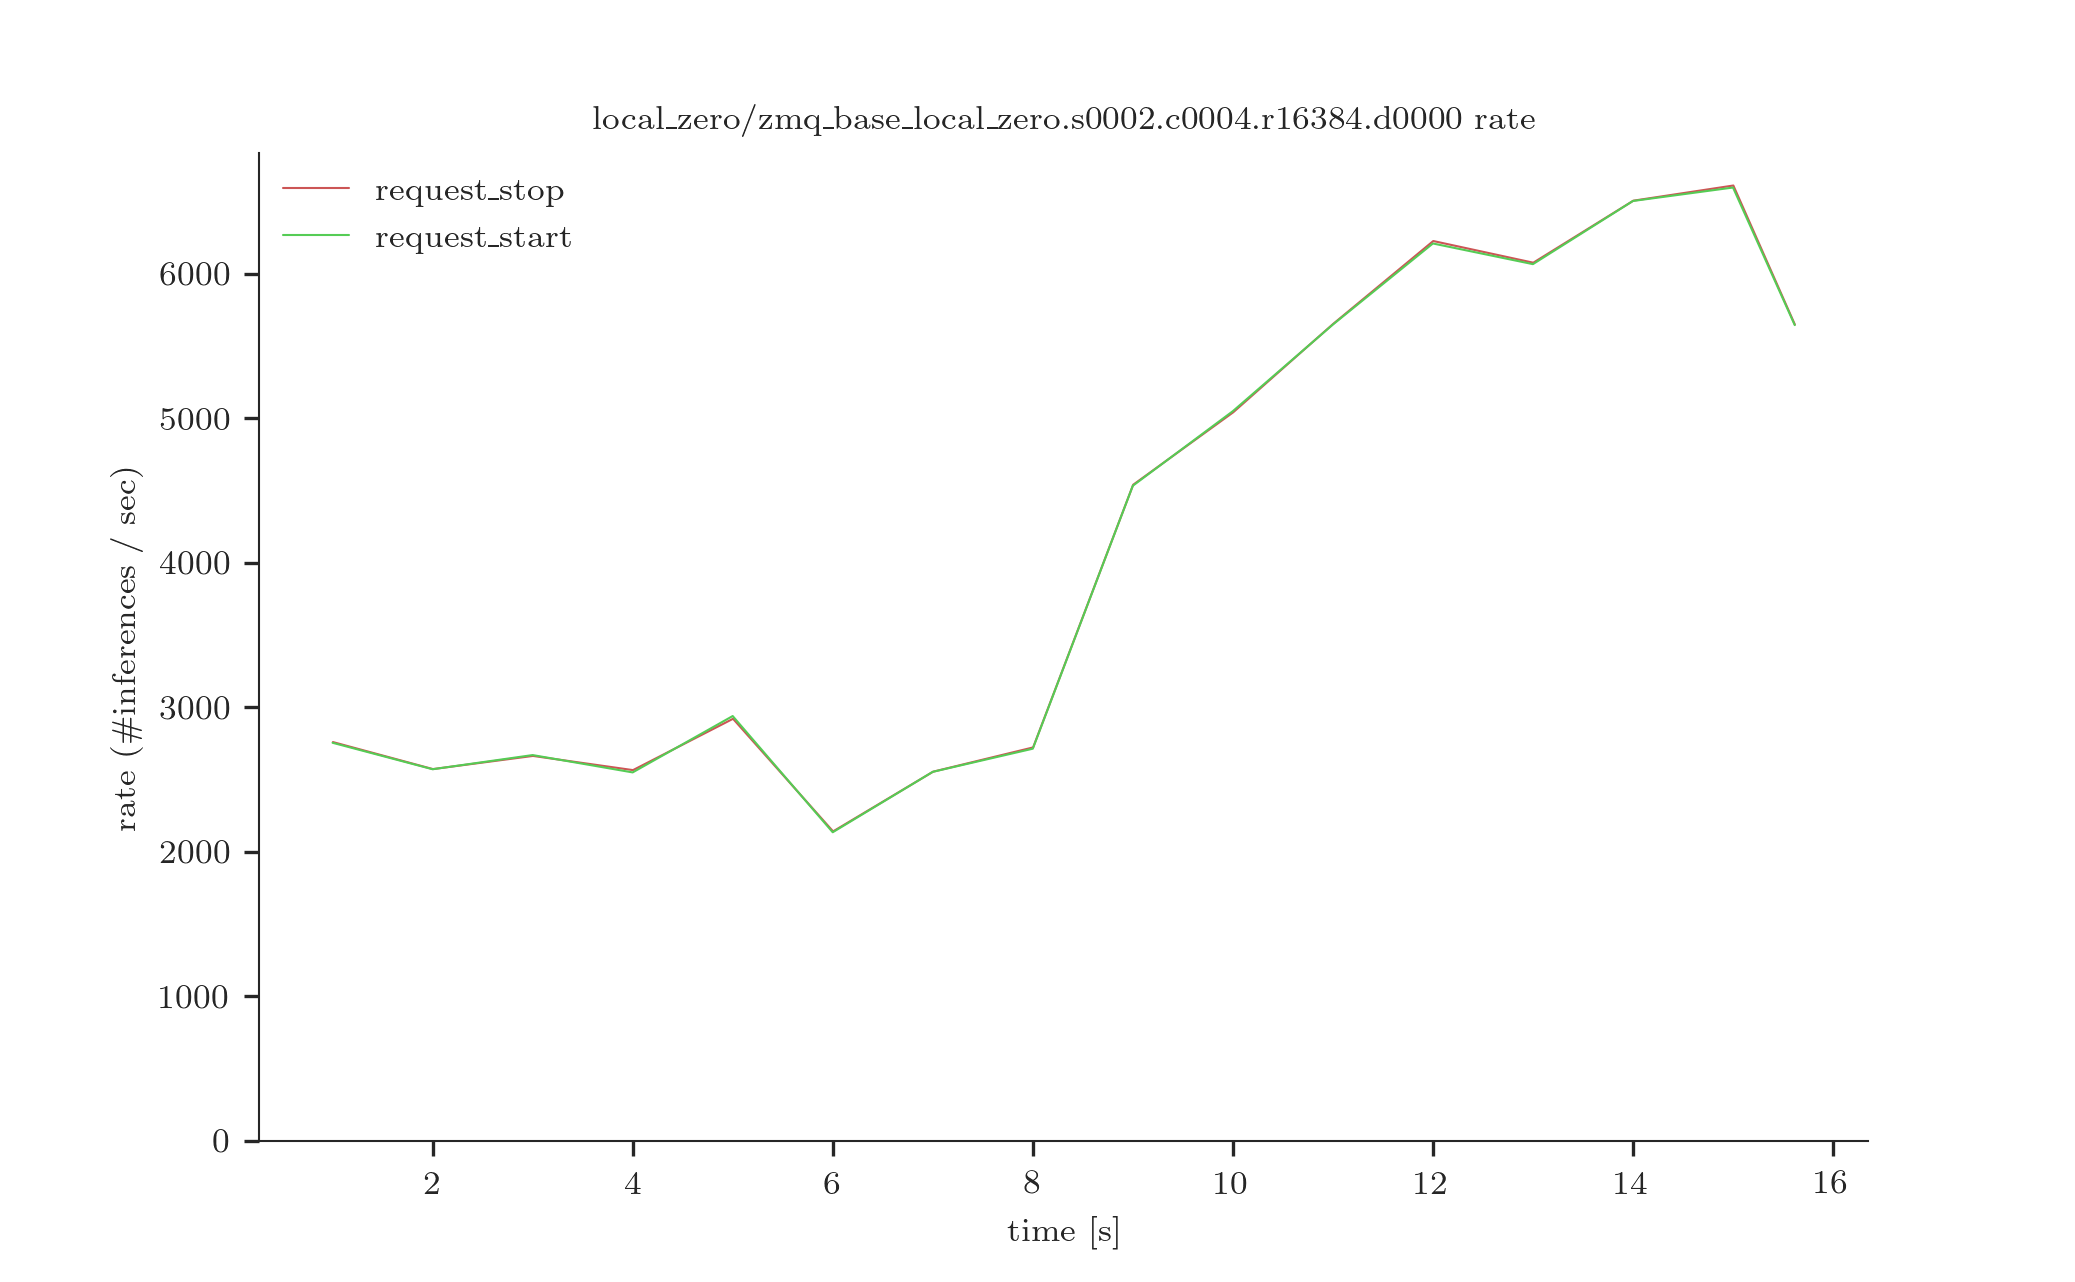 local_zero/zmq_base_local_zero.s0002.c0004.r16384.d0000 rate
request_stop
request_start
rate (#inferences / sec)
6000
5000
4000
3000
2000
1000
0
2 4 6 8 10 12 14 16
time [s]